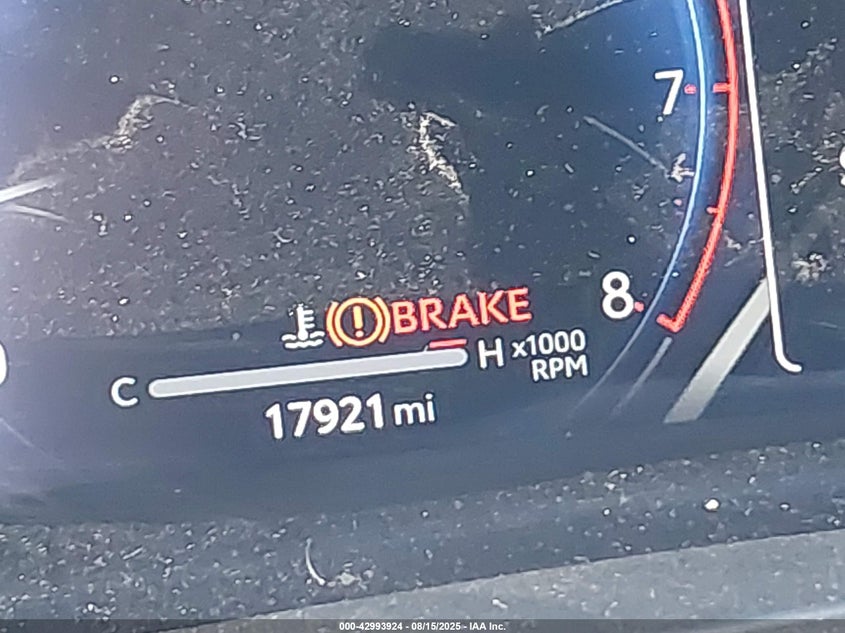 7
8
BRAKE
C
H
x1000
RPM
17921 mi
000-42993924 - 08/15/2025 - IAA Inc.